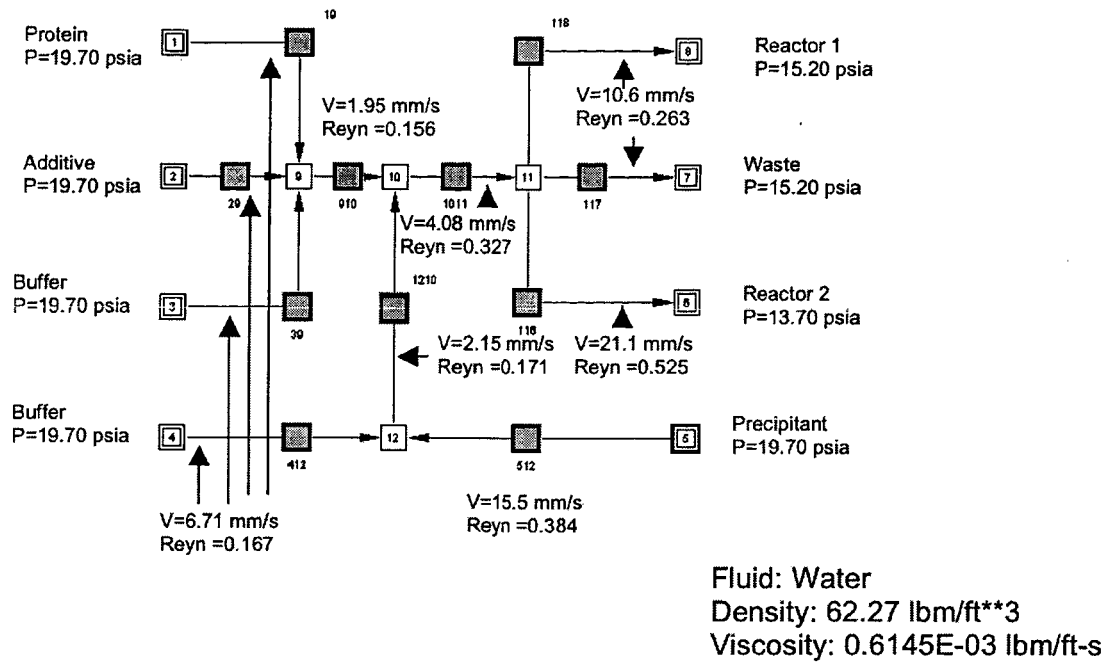 19
118
Protein
P=19.70 psia
1
8
Reactor 1
P=15.20 psia
V=1.95 mm/s
Reyn =0.156
V=10.6 mm/s
Reyn =0.263
Additive
P=19.70 psia
2
29
9
910
10
1011
11
117
7
Waste
P=15.20 psia
V=4.08 mm/s
Reyn =0.327
Buffer
P=19.70 psia
3
39
1210
116
6
Reactor 2
P=13.70 psia
V=2.15 mm/s
Reyn =0.171
V=21.1 mm/s
Reyn =0.525
Buffer
P=19.70 psia
4
412
12
512
5
Precipitant
P=19.70 psia
V=6.71 mm/s
Reyn =0.167
V=15.5 mm/s
Reyn =0.384
Fluid: Water
Density: 62.27 lbm/ft**3
Viscosity: 0.6145E-03 lbm/ft-s